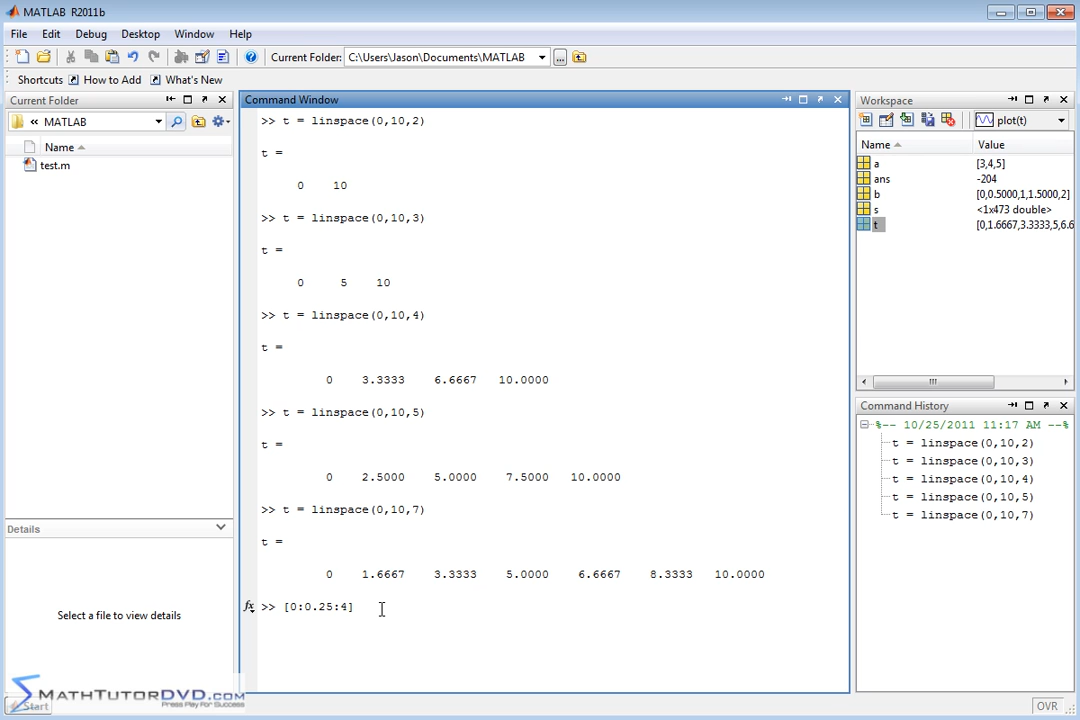 MATLAB R2011b
File Edit Debug Desktop Window Help
Current Folder: C:\Users\Jason\Documents\MATLAB ...
Shortcuts How to Add What's New
Current Folder
« MATLAB
Name
test.m
Details
Select a file to view details
Start
MATHTUTORDVD.COM
Press Play For Success
Command Window
>> t = linspace(0,10,2)
t =
0 10
>> t = linspace(0,10,3)
t =
0 5 10
>> t = linspace(0,10,4)
t =
0 3.3333 6.6667 10.0000
>> t = linspace(0,10,5)
t =
0 2.5000 5.0000 7.5000 10.0000
>> t = linspace(0,10,7)
t =
0 1.6667 3.3333 5.0000 6.6667 8.3333 10.0000
fx >> [0:0.25:4]
Workspace
plot(t)
Name Value
a [3,4,5]
ans -204
b [0,0.5000,1,1.5000,2]
s <1x473 double>
t [0,1.6667,3.3333,5,6.6
Command History
%-- 10/25/2011 11:17 AM --%
t = linspace(0,10,2)
t = linspace(0,10,3)
t = linspace(0,10,4)
t = linspace(0,10,5)
t = linspace(0,10,7)
OVR